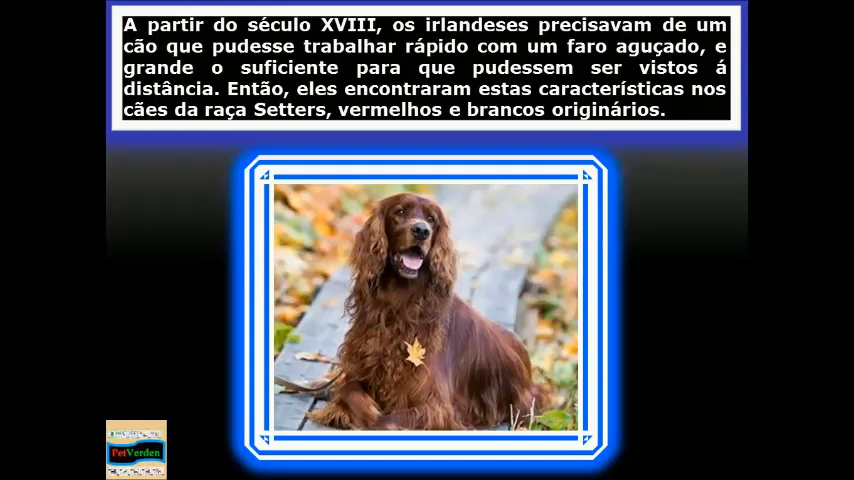 A partir do século XVIII, os irlandeses precisavam de um
cão que pudesse trabalhar rápido com um faro aguçado, e
grande o suficiente para que pudessem ser vistos á
distância. Então, eles encontraram estas características nos
cães da raça Setters, vermelhos e brancos originários.
PetVerden